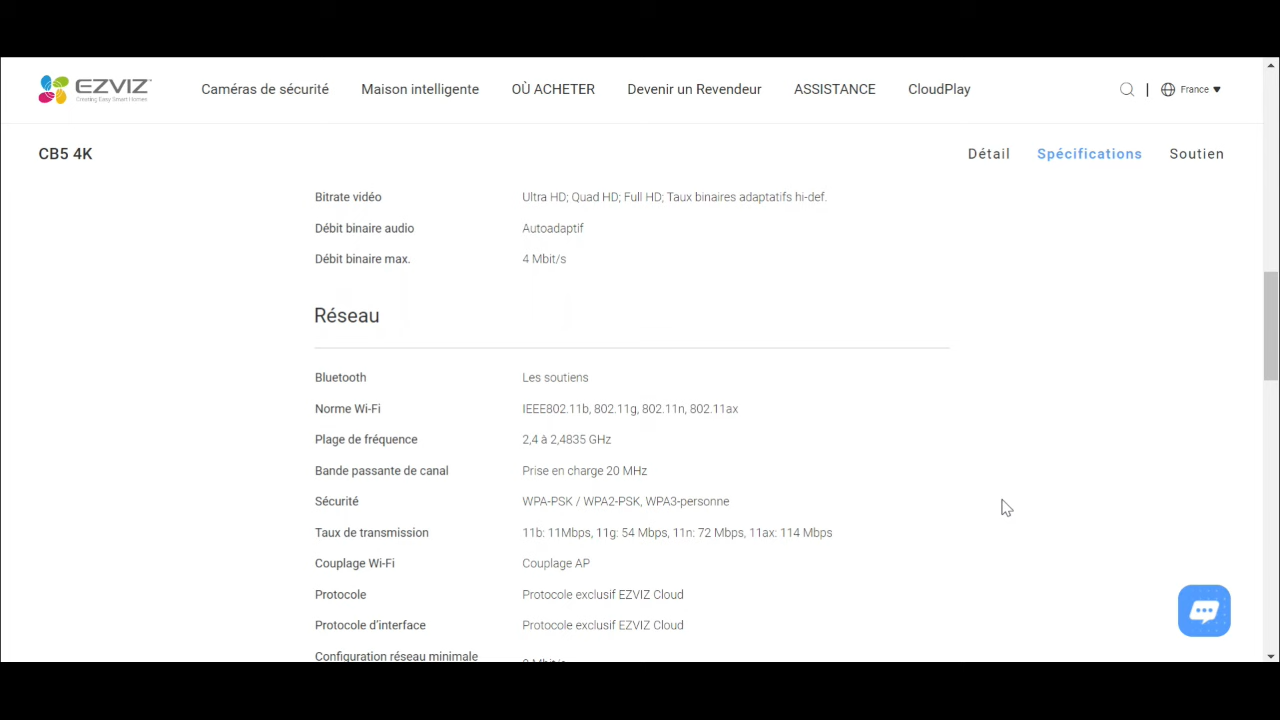 EZVIZ
Creating Easy Smart Homes
Caméras de sécurité
Maison intelligente
OÙ ACHETER
Devenir un Revendeur
ASSISTANCE
CloudPlay
|
France
CB5 4K
Détail
Spécifications
Soutien
Bitrate vidéo Ultra HD; Quad HD; Full HD; Taux binaires adaptatifs hi-def.
Débit binaire audio Autoadaptif
Débit binaire max. 4 Mbit/s
Réseau
Bluetooth Les soutiens
Norme Wi-Fi IEEE802.11b, 802.11g, 802.11n, 802.11ax
Plage de fréquence 2,4 à 2,4835 GHz
Bande passante de canal Prise en charge 20 MHz
Sécurité WPA-PSK / WPA2-PSK, WPA3-personne
Taux de transmission 11b: 11Mbps, 11g: 54 Mbps, 11n: 72 Mbps, 11ax: 114 Mbps
Couplage Wi-Fi Couplage AP
Protocole Protocole exclusif EZVIZ Cloud
Protocole d'interface Protocole exclusif EZVIZ Cloud
Configuration réseau minimale